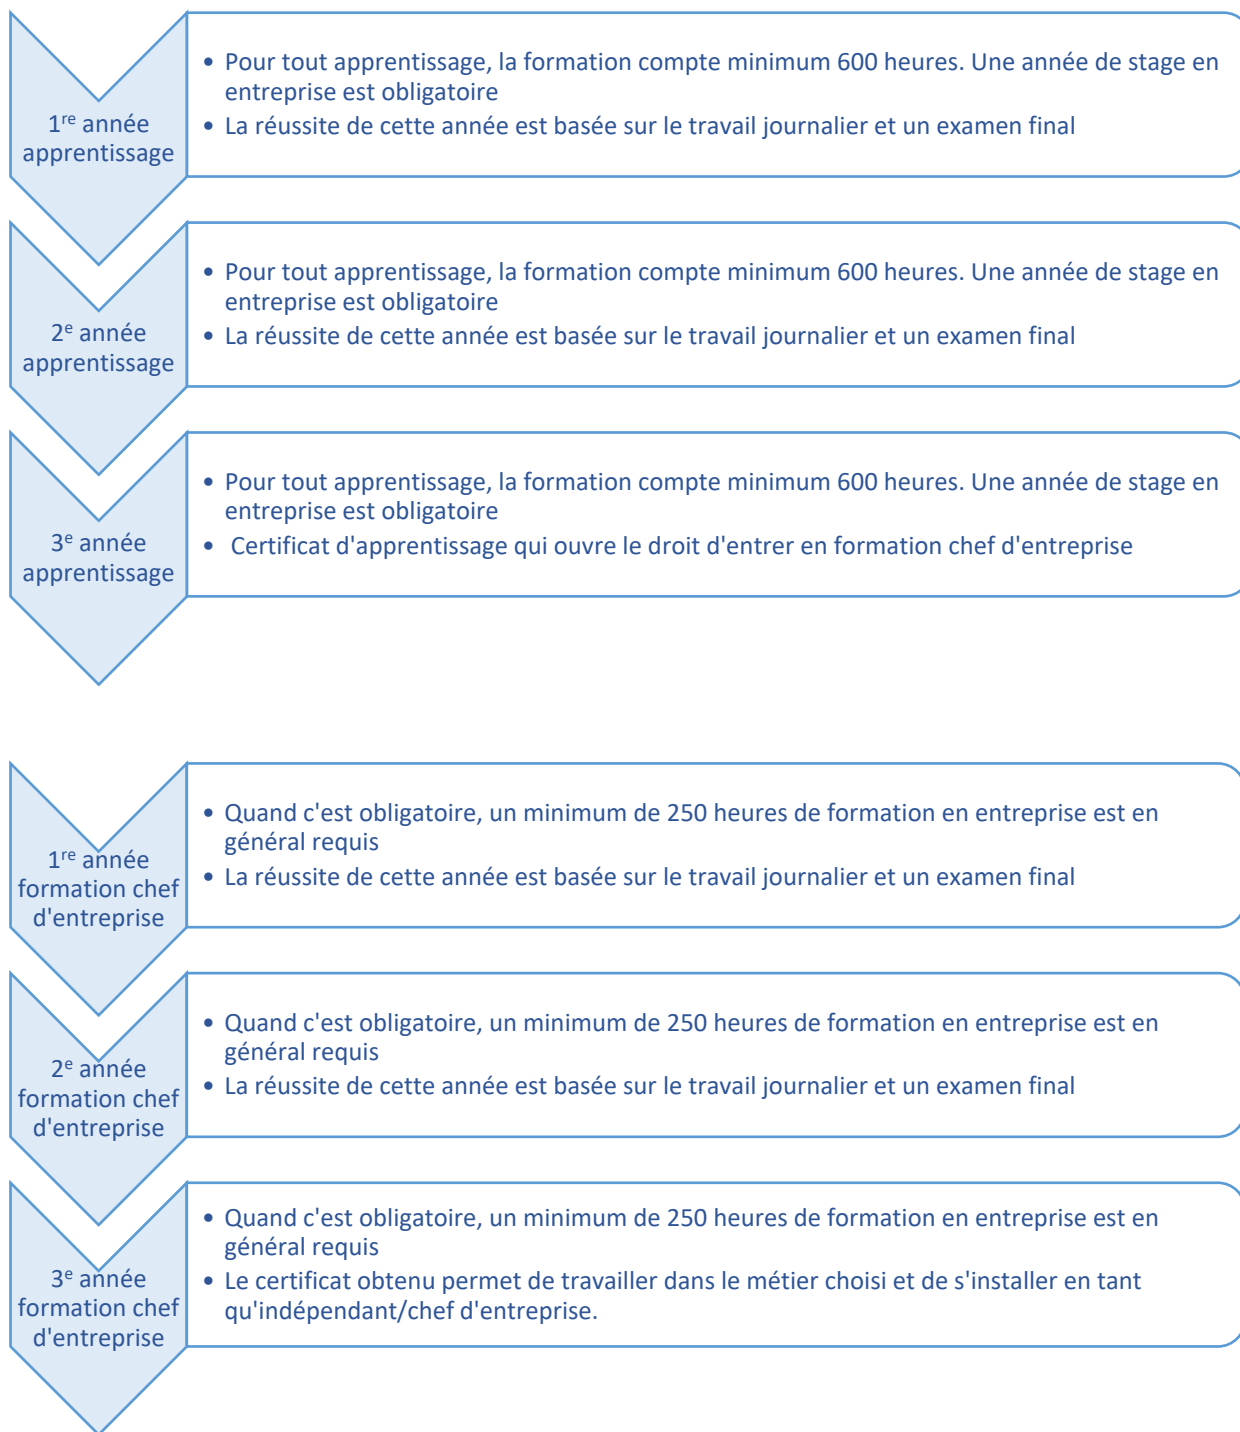 1re année
apprentissage
• Pour tout apprentissage, la formation compte minimum 600 heures. Une année de stage en
entreprise est obligatoire
• La réussite de cette année est basée sur le travail journalier et un examen final
2e année
apprentissage
• Pour tout apprentissage, la formation compte minimum 600 heures. Une année de stage en
entreprise est obligatoire
• La réussite de cette année est basée sur le travail journalier et un examen final
3e année
apprentissage
• Pour tout apprentissage, la formation compte minimum 600 heures. Une année de stage en
entreprise est obligatoire
• Certificat d'apprentissage qui ouvre le droit d'entrer en formation chef d'entreprise
1re année
formation chef
d'entreprise
• Quand c'est obligatoire, un minimum de 250 heures de formation en entreprise est en
général requis
• La réussite de cette année est basée sur le travail journalier et un examen final
2e année
formation chef
d'entreprise
• Quand c'est obligatoire, un minimum de 250 heures de formation en entreprise est en
général requis
• La réussite de cette année est basée sur le travail journalier et un examen final
3e année
formation chef
d'entreprise
• Quand c'est obligatoire, un minimum de 250 heures de formation en entreprise est en
général requis
• Le certificat obtenu permet de travailler dans le métier choisi et de s'installer en tant
qu'indépendant/chef d'entreprise.